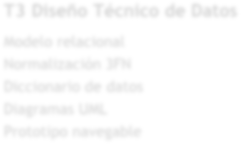 T3 Diseño Técnico de Datos
Modelo relacional
Normalización 3FN
Diccionario de datos
Diagramas UML
Prototipo navegable